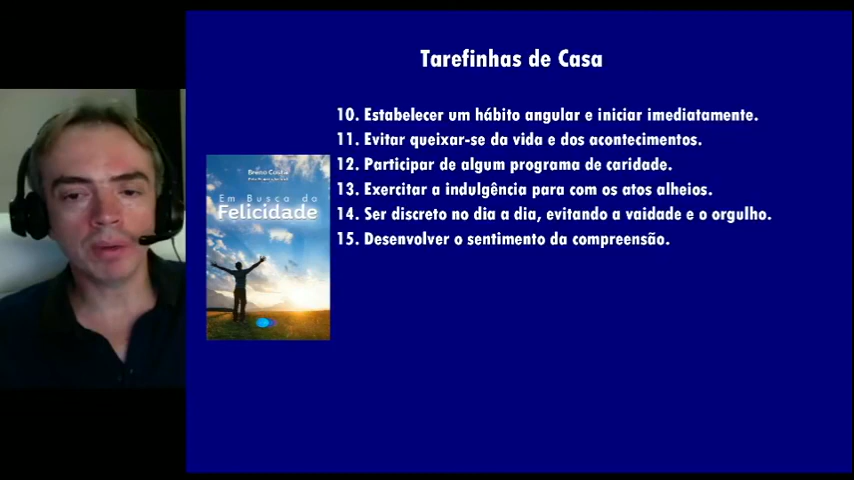 Tarefinhas de Casa
10. Estabelecer um hábito angular e iniciar imediatamente.
11. Evitar queixar-se da vida e dos acontecimentos.
12. Participar de algum programa de caridade.
13. Exercitar a indulgência para com os atos alheios.
14. Ser discreto no dia a dia, evitando a vaidade e o orgulho.
15. Desenvolver o sentimento da compreensão.
Breno Costa
Em Busca da
Felicidade